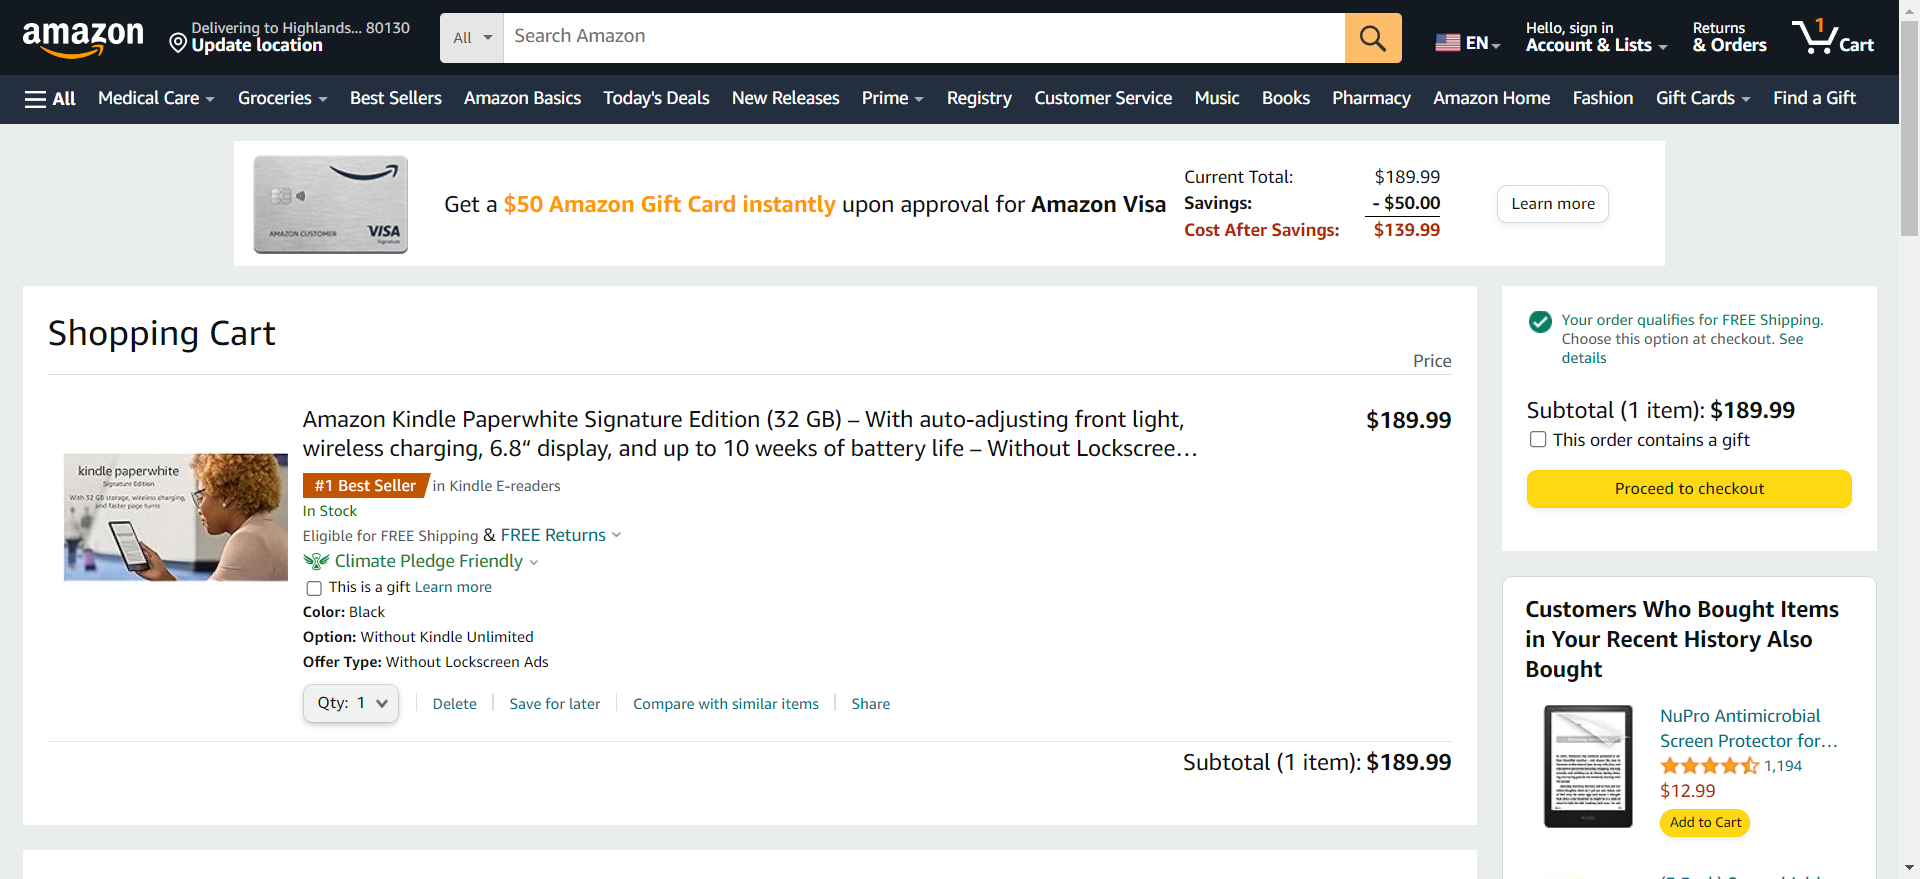 amazon
Delivering to Highlands... 80130
Update location
All
Search Amazon
EN
Hello, sign in
Account & Lists
Returns
& Orders
1
Cart
All
Medical Care
Groceries
Best Sellers
Amazon Basics
Today's Deals
New Releases
Prime
Registry
Customer Service
Music
Books
Pharmacy
Amazon Home
Fashion
Gift Cards
Find a Gift
AMAZON CUSTOMER
VISA
Signature
Get a $50 Amazon Gift Card instantly upon approval for Amazon Visa
Current Total: $189.99
Savings: - $50.00
Cost After Savings: $139.99
Learn more
Shopping Cart
Price
kindle paperwhite
Signature Edition
With 32 GB storage, wireless charging,
and faster page turns
Amazon Kindle Paperwhite Signature Edition (32 GB) – With auto-adjusting front light,
wireless charging, 6.8“ display, and up to 10 weeks of battery life – Without Lockscree...
$189.99
#1 Best Seller in Kindle E-readers
In Stock
Eligible for FREE Shipping & FREE Returns
Climate Pledge Friendly
This is a gift Learn more
Color: Black
Option: Without Kindle Unlimited
Offer Type: Without Lockscreen Ads
Qty: 1
Delete
Save for later
Compare with similar items
Share
Subtotal (1 item): $189.99
Your order qualifies for FREE Shipping.
Choose this option at checkout. See
details
Subtotal (1 item): $189.99
This order contains a gift
Proceed to checkout
Customers Who Bought Items
in Your Recent History Also
Bought
NuPro Antimicrobial
Screen Protector for...
1,194
$12.99
Add to Cart